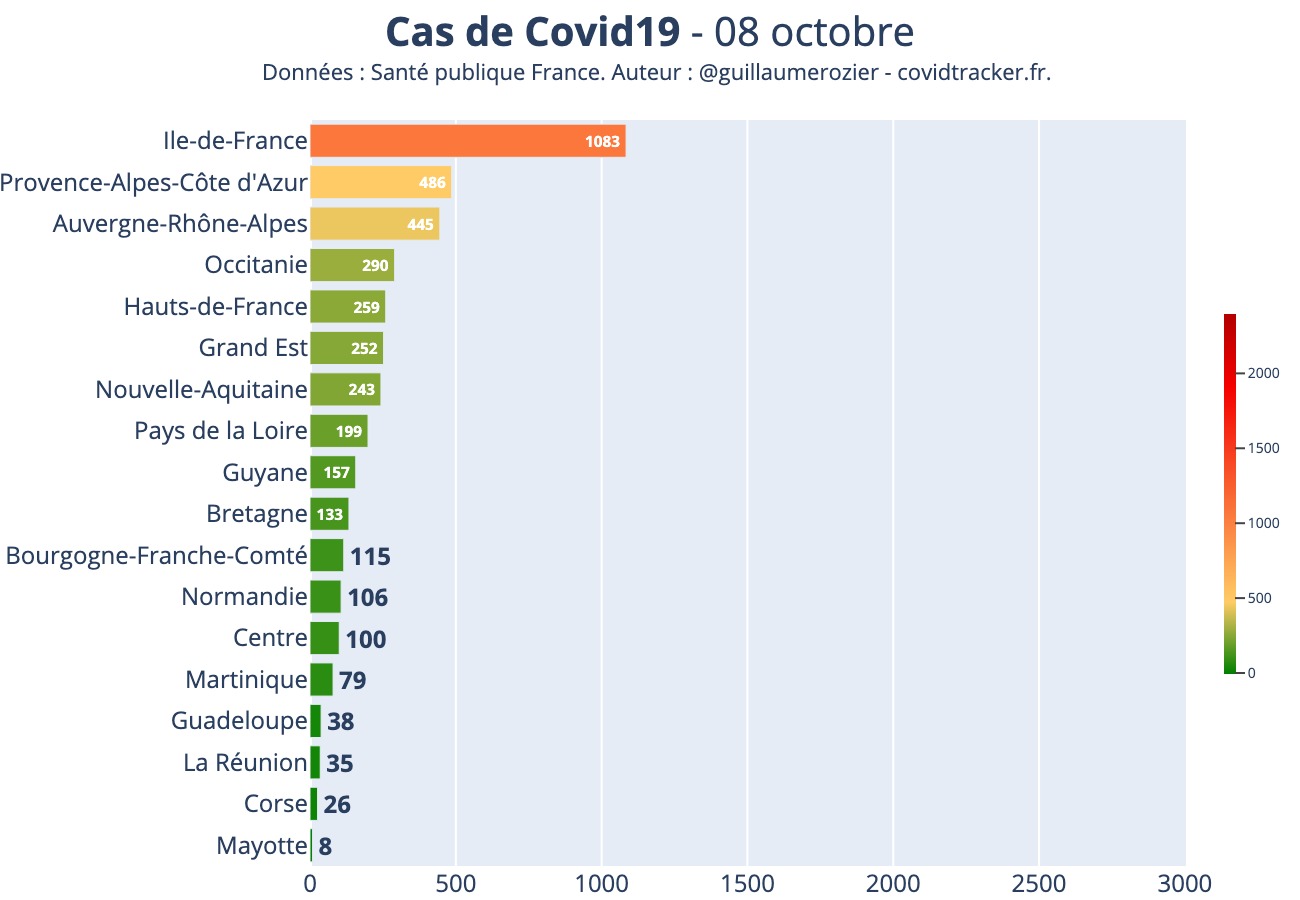 Cas de Covid19 - 08 octobre
Données : Santé publique France. Auteur : @guillaumerozier - covidtracker.fr.
Ile-de-France 1083
Provence-Alpes-Côte d'Azur 486
Auvergne-Rhône-Alpes 445
Occitanie 290
Hauts-de-France 259
Grand Est 252
Nouvelle-Aquitaine 243
Pays de la Loire 199
Guyane 157
Bretagne 133
Bourgogne-Franche-Comté 115
Normandie 106
Centre 100
Martinique 79
Guadeloupe 38
La Réunion 35
Corse 26
Mayotte 8
0 500 1000 1500 2000 2500 3000
2000
1500
1000
500
0